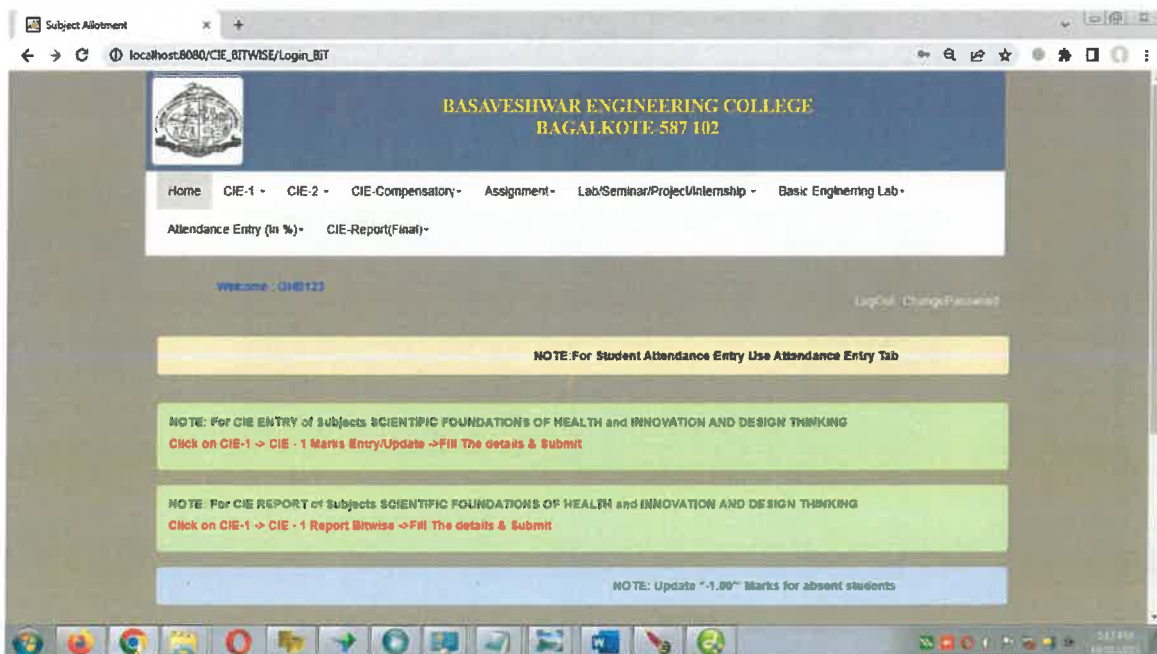 Subject Allotment
localhost:8080/CIE_BITWISE/Login_BIT
BASAVESHWAR ENGINEERING COLLEGE
BAGALKOTE-587 102
Home CIE-1 CIE-2 CIE-Compensatory Assignment Lab/Seminar/Project/Internship Basic Enginerring Lab
Attendance Entry (in %) CIE-Report(Final)
Welcome : GHB123
LogOut ChangePassword
NOTE:For Student Attendance Entry Use Attendance Entry Tab
NOTE: For CIE ENTRY of Subjects SCIENTIFIC FOUNDATIONS OF HEALTH and INNOVATION AND DESIGN THINKING
Click on CIE-1 -> CIE - 1 Marks Entry/Update ->Fill The details & Submit
NOTE: For CIE REPORT of Subjects SCIENTIFIC FOUNDATIONS OF HEALTH and INNOVATION AND DESIGN THINKING
Click on CIE-1 -> CIE - 1 Report Bitwise ->Fill The details & Submit
NOTE: Update "-1.00" Marks for absent students